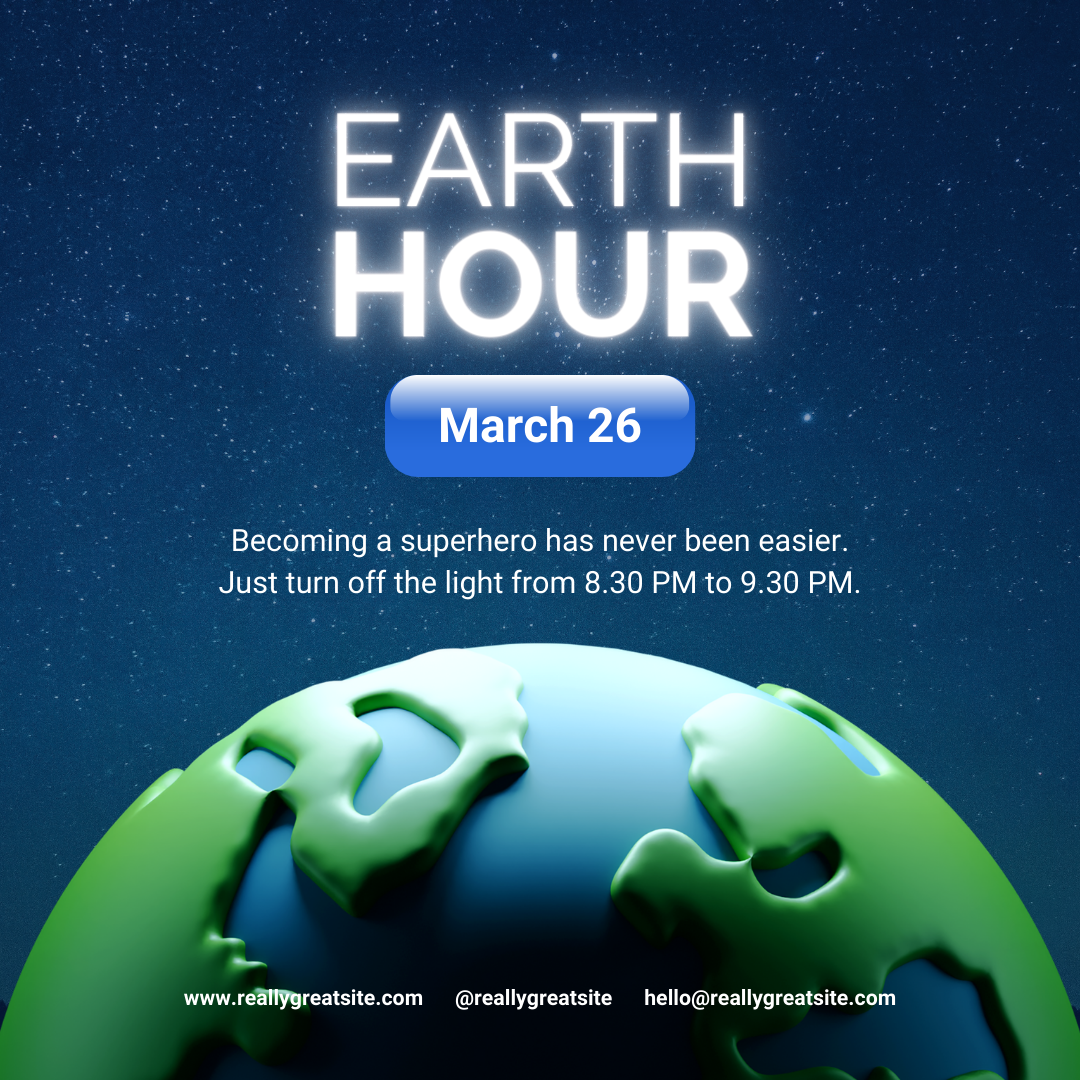 EARTH
HOUR
March 26
Becoming a superhero has never been easier.
Just turn off the light from 8.30 PM to 9.30 PM.
www.reallygreatsite.com @reallygreatsite hello@reallygreatsite.com